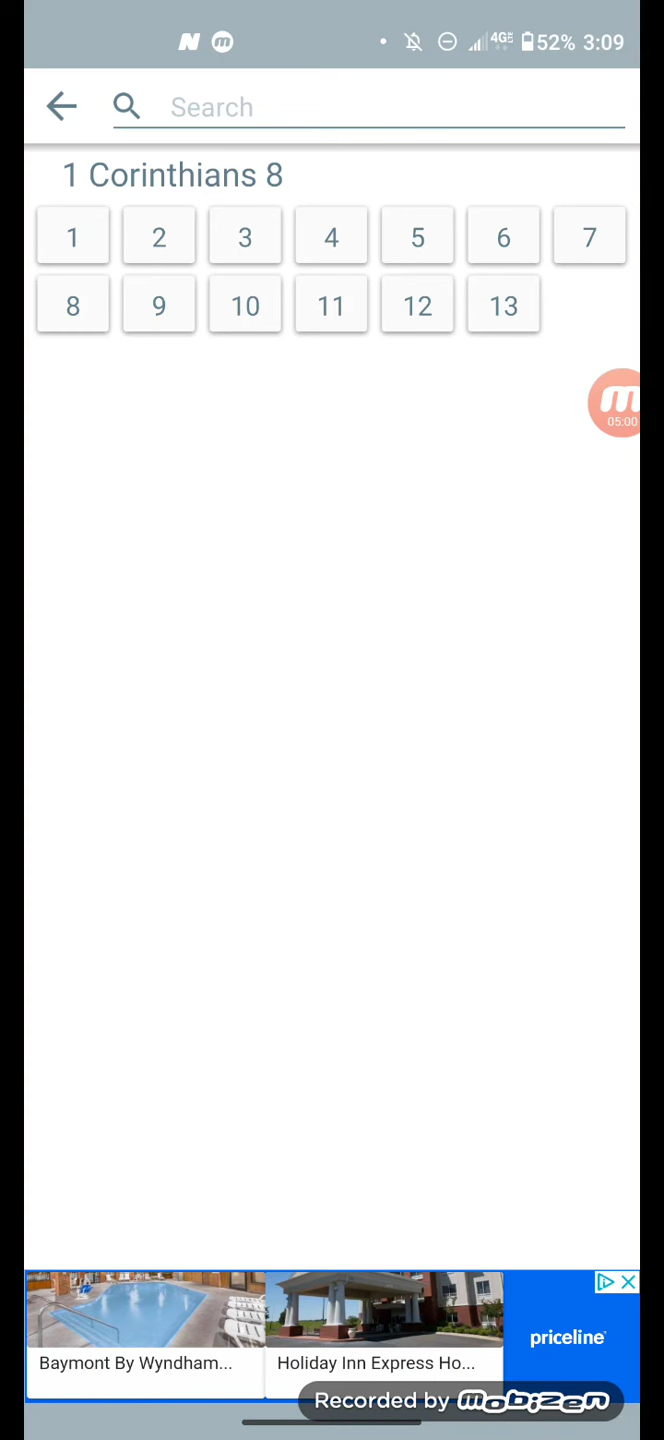 N m • 4GE 52% 3:09
Search
1 Corinthians 8
1 2 3 4 5 6 7
8 9 10 11 12 13
m
05:00
Baymont By Wyndham...
Holiday Inn Express Ho...
priceline
Recorded by mobizen